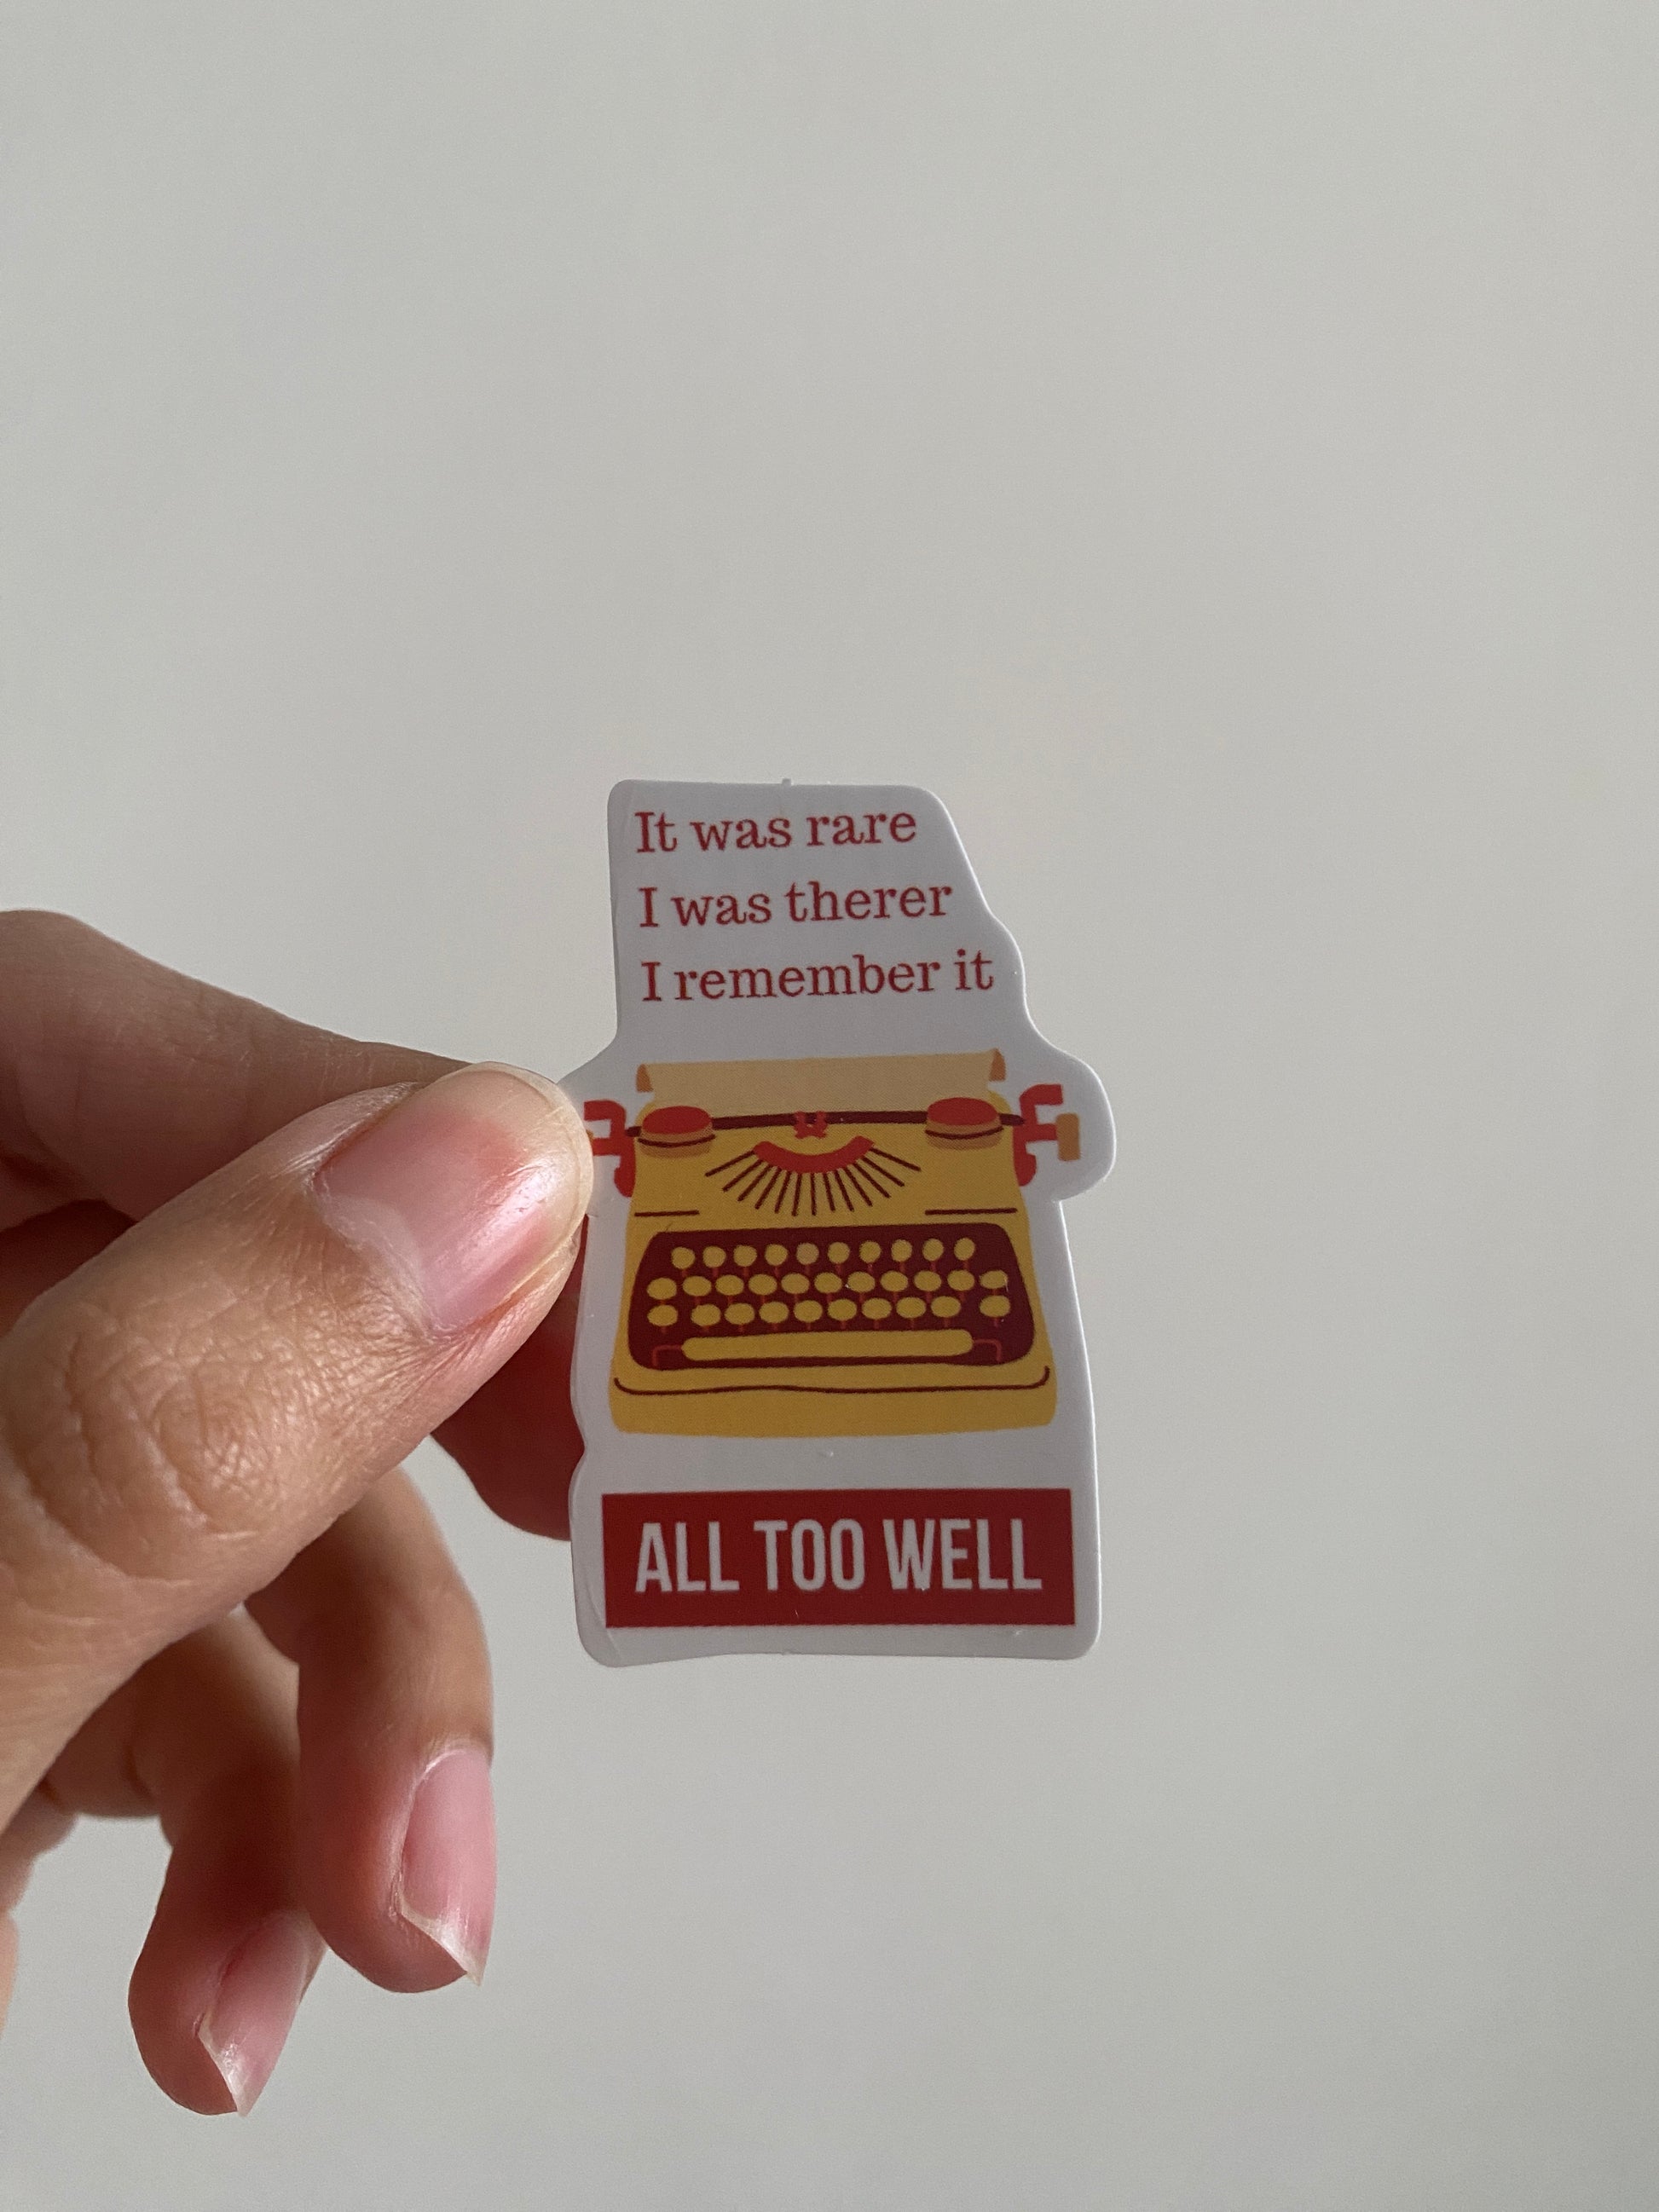 It was rare
I was therer
I remember it
ALL TOO WELL